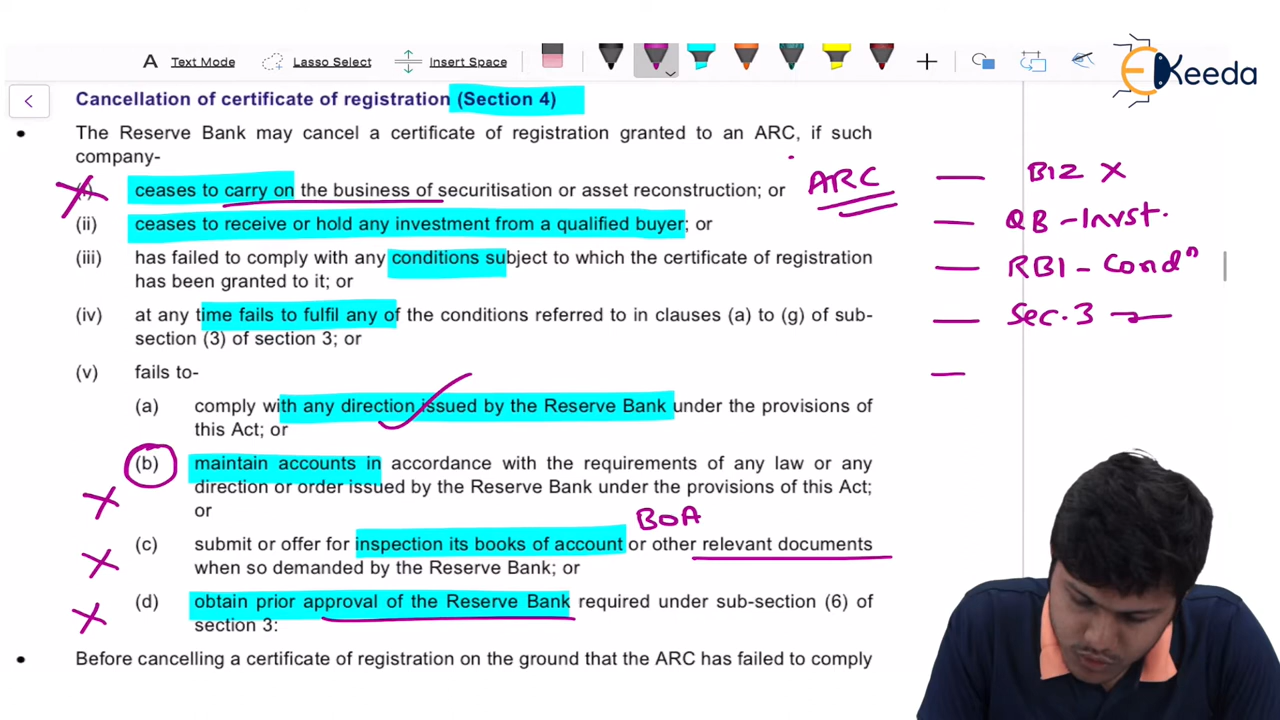 A Text Mode Lasso Select Insert Space
EKeeda
Cancellation of certificate of registration (Section 4)
• The Reserve Bank may cancel a certificate of registration granted to an ARC, if such
company-
(i) ceases to carry on the business of securitisation or asset reconstruction; or ARC — BIZ X
(ii) ceases to receive or hold any investment from a qualified buyer; or — QB - Invst.
(iii) has failed to comply with any conditions subject to which the certificate of registration — RBI - Condn
has been granted to it; or
(iv) at any time fails to fulfil any of the conditions referred to in clauses (a) to (g) of sub- — Sec. 3
section (3) of section 3; or
(v) fails to- —
(a) comply with any direction issued by the Reserve Bank under the provisions of
this Act; or
(b) maintain accounts in accordance with the requirements of any law or any
direction or order issued by the Reserve Bank under the provisions of this Act;
or
BOA
(c) submit or offer for inspection its books of account or other relevant documents
when so demanded by the Reserve Bank; or
(d) obtain prior approval of the Reserve Bank required under sub-section (6) of
section 3:
• Before cancelling a certificate of registration on the ground that the ARC has failed to comply